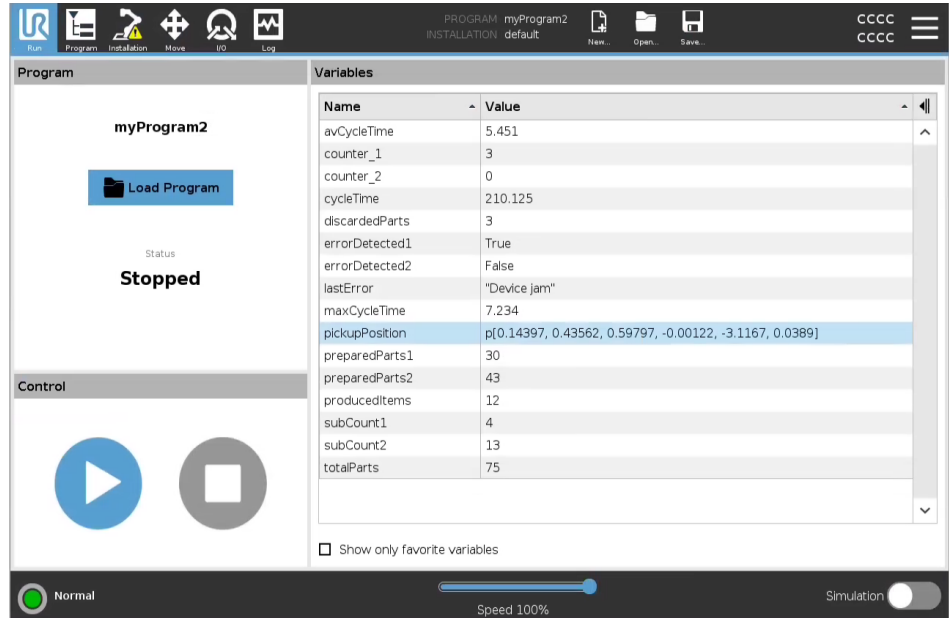 UR
PROGRAM myProgram2
INSTALLATION default
CCCC
CCCC
Run Program Installation Move I/O Log New... Open... Save...
Program
myProgram2
Load Program
Status
Stopped
Control
Variables
Name Value
avCycleTime 5.451
counter_1 3
counter_2 0
cycleTime 210.125
discardedParts 3
errorDetected1 True
errorDetected2 False
lastError "Device jam"
maxCycleTime 7.234
pickupPosition p[0.14397, 0.43562, 0.59797, -0.00122, -3.1167, 0.0389]
preparedParts1 30
preparedParts2 43
producedItems 12
subCount1 4
subCount2 13
totalParts 75
Show only favorite variables
Normal
Speed 100%
Simulation